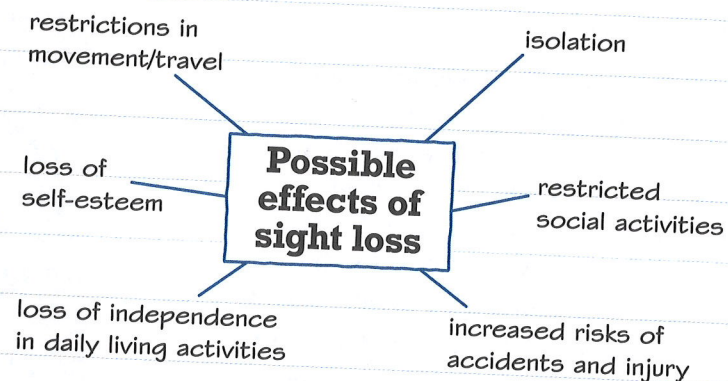 restrictions in
movement/travel
isolation
Possible
effects of
sight loss
loss of
self-esteem
restricted
social activities
loss of independence
in daily living activities
increased risks of
accidents and injury